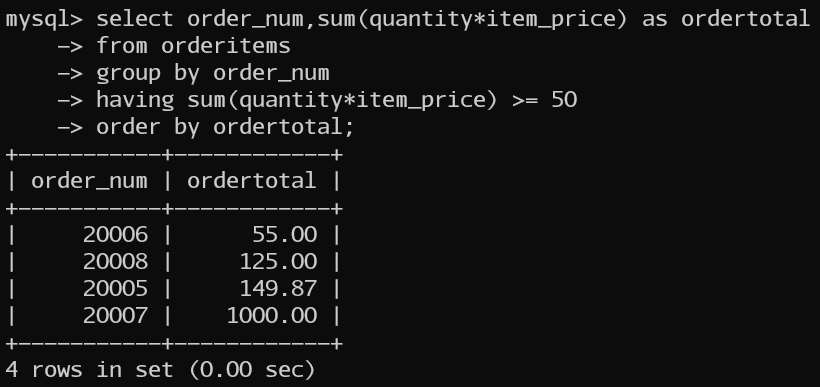 mysql> select order_num,sum(quantity*item_price) as ordertotal
    -> from orderitems
    -> group by order_num
    -> having sum(quantity*item_price) >= 50
    -> order by ordertotal;
+-----------+------------+
| order_num | ordertotal |
+-----------+------------+
|     20006 |      55.00 |
|     20008 |     125.00 |
|     20005 |     149.87 |
|     20007 |    1000.00 |
+-----------+------------+
4 rows in set (0.00 sec)